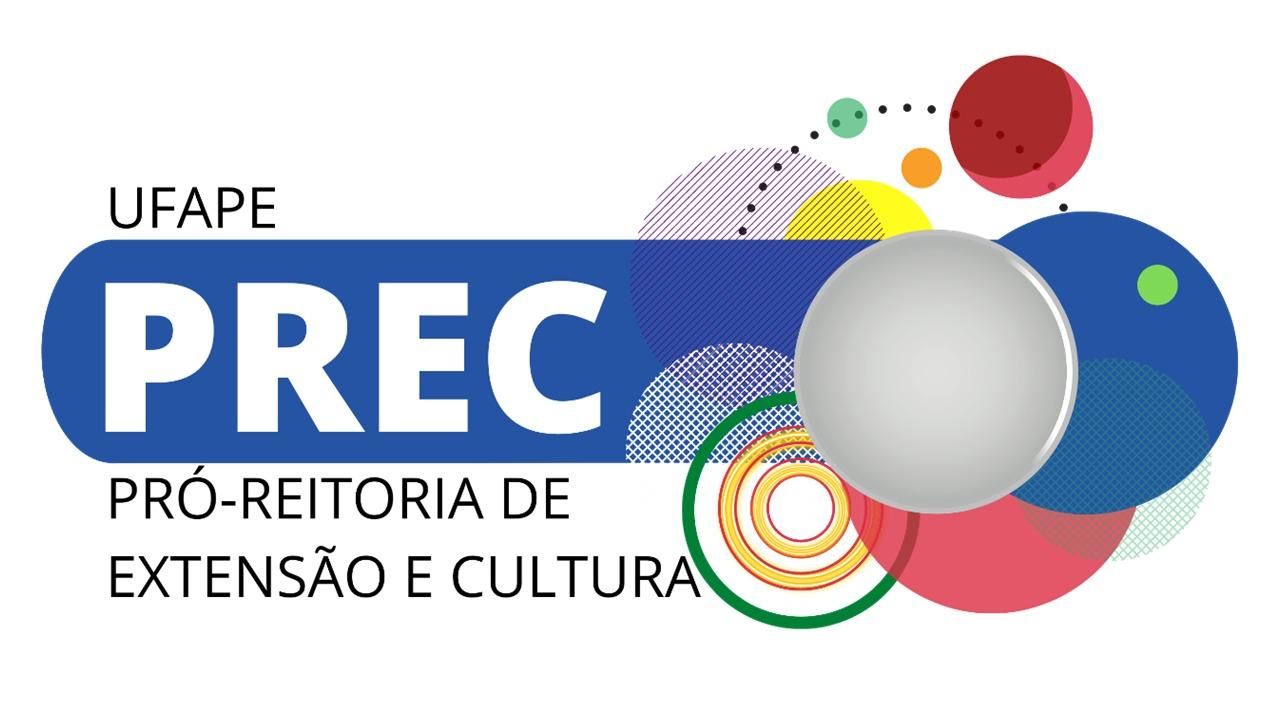 UFAPE
PREC
PRÓ-REITORIA DE
EXTENSÃO E CULTURA